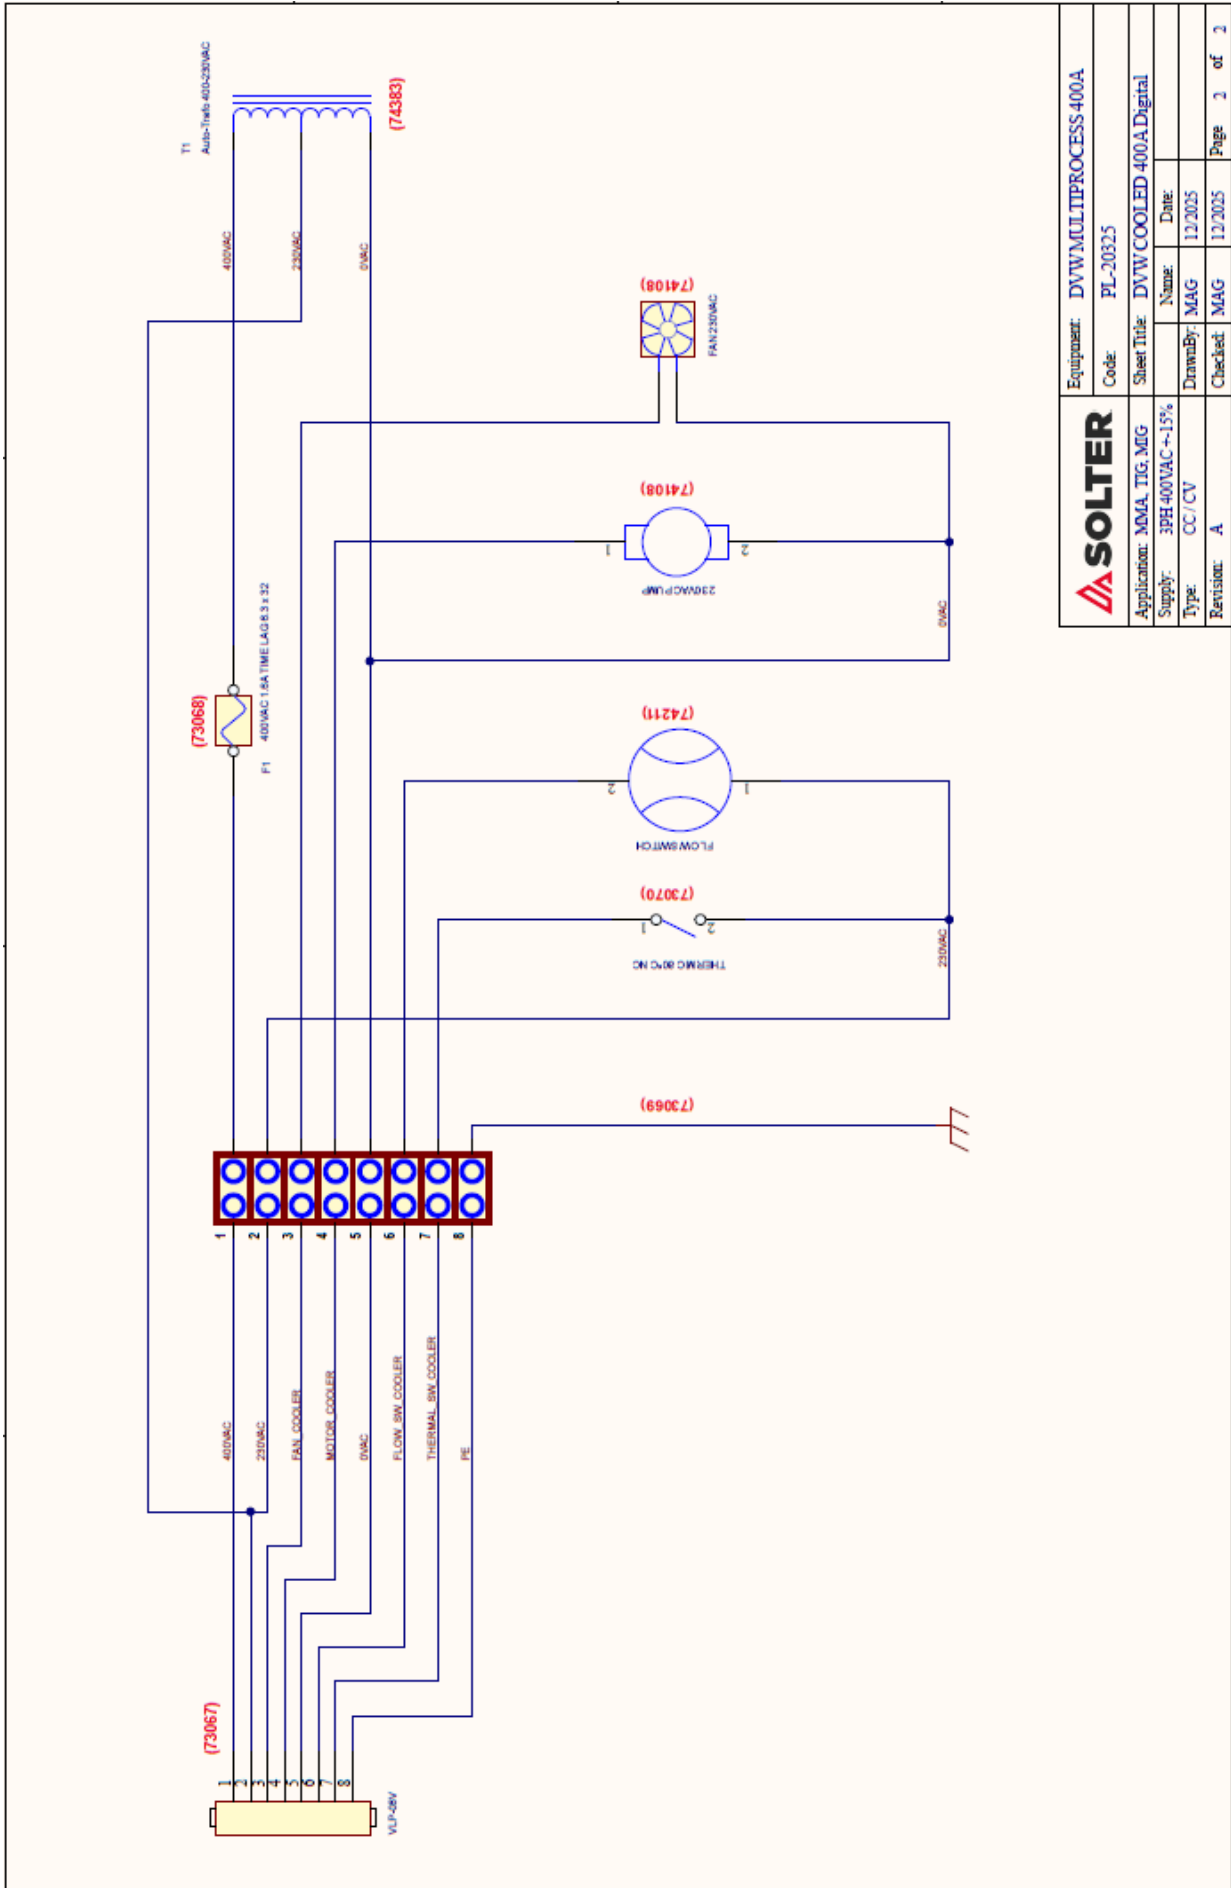 T1
Auto-Trafo 400-230VAC
(74383)
400VAC
230VAC
0VAC
(74108)
FAN 230VAC
(74108)
1
2
230VAC PUMP
0VAC
(73068)
F1
400VAC 1.6A TIME LAG 6.3 x 32
(74211)
2
1
FLOW SWITCH
(73070)
1
2
THERMIC 80°C NC
230VAC
(73069)
1
2
3
4
5
6
7
8
400VAC
230VAC
FAN_COOLER
MOTOR_COOLER
0VAC
FLOW_SW_COOLER
THERMAL_SW_COOLER
PE
(73067)
1
2
3
4
5
6
7
8
VLP-08V
SOLTER
Equipment: DVW MULTIPROCESS 400A
Code: PL-20325
Application: MMA, TIG, MIG
Sheet Title: DVW COOLED 400A Digital
Supply: 3PH 400VAC +-15%
Name: Date:
Type: CC / CV
DrawnBy: MAG 12/2025
Revision: A
Checked: MAG 12/2025
Page 2 of 2